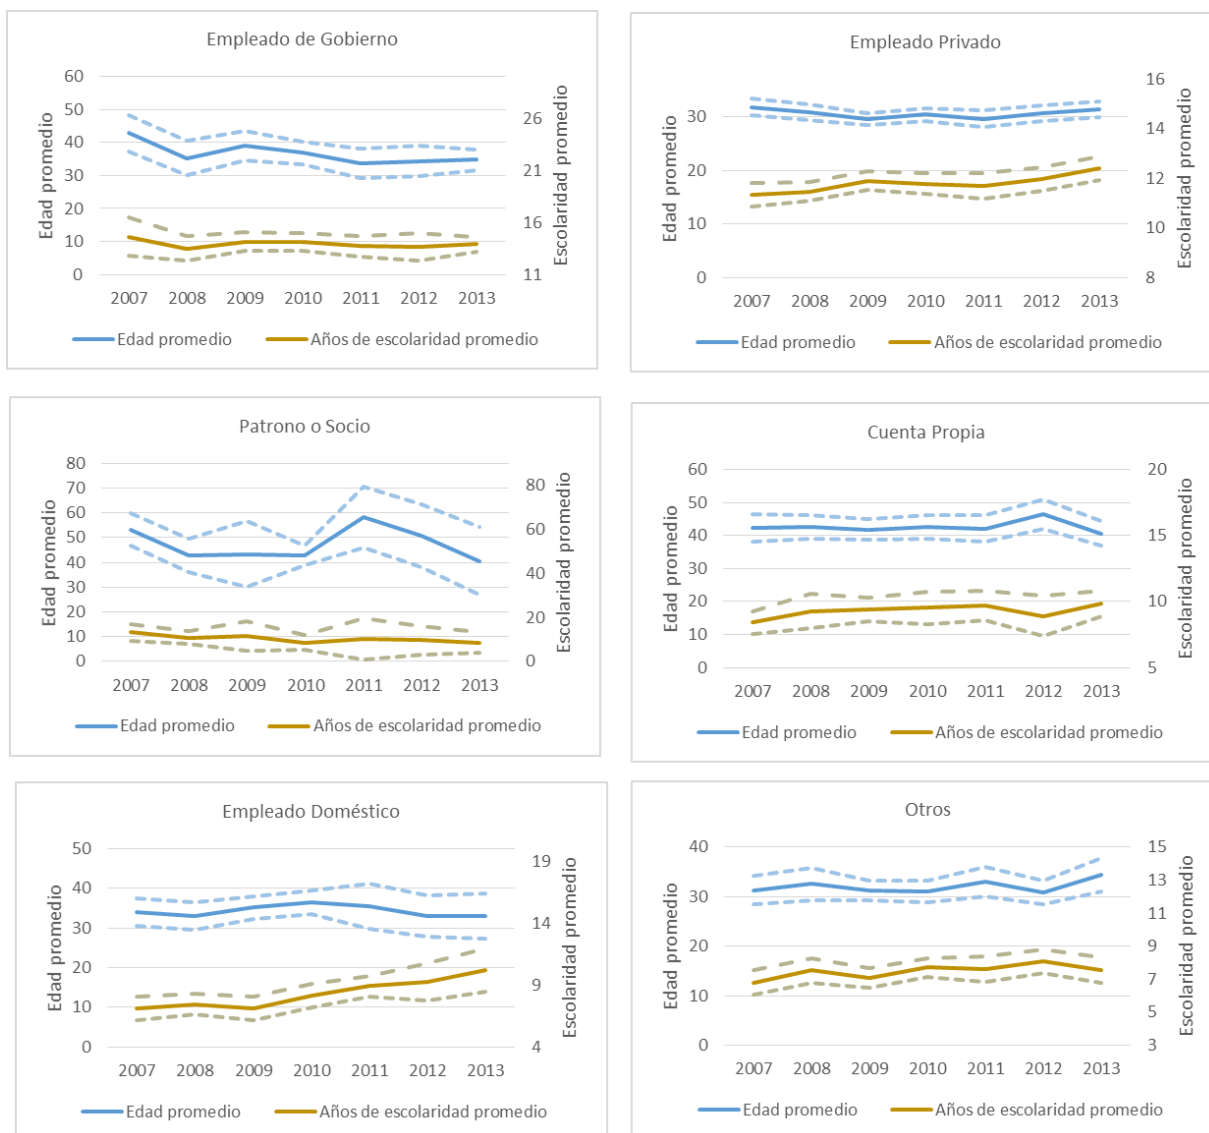 Empleado de Gobierno
60
50
40
30
20
10
0
Edad promedio
26
21
16
11
Escolaridad promedio
2007 2008 2009 2010 2011 2012 2013
Edad promedio Años de escolaridad promedio
Empleado Privado
30
20
10
0
Edad promedio
16
14
12
10
8
Escolaridad promedio
2007 2008 2009 2010 2011 2012 2013
Edad promedio Años de escolaridad promedio
Patrono o Socio
80
70
60
50
40
30
20
10
0
Edad promedio
80
60
40
20
0
Escolaridad promedio
2007 2008 2009 2010 2011 2012 2013
Edad promedio Años de escolaridad promedio
Cuenta Propia
60
50
40
30
20
10
0
Edad promedio
20
15
10
5
Escolaridad promedio
2007 2008 2009 2010 2011 2012 2013
Edad promedio Años de escolaridad promedio
Empleado Doméstico
50
40
30
20
10
0
Edad promedio
19
14
9
4
Escolaridad promedio
2007 2008 2009 2010 2011 2012 2013
Edad promedio Años de escolaridad promedio
Otros
40
30
20
10
0
Edad promedio
15
13
11
9
7
5
3
Escolaridad promedio
2007 2008 2009 2010 2011 2012 2013
Edad promedio Años de escolaridad promedio